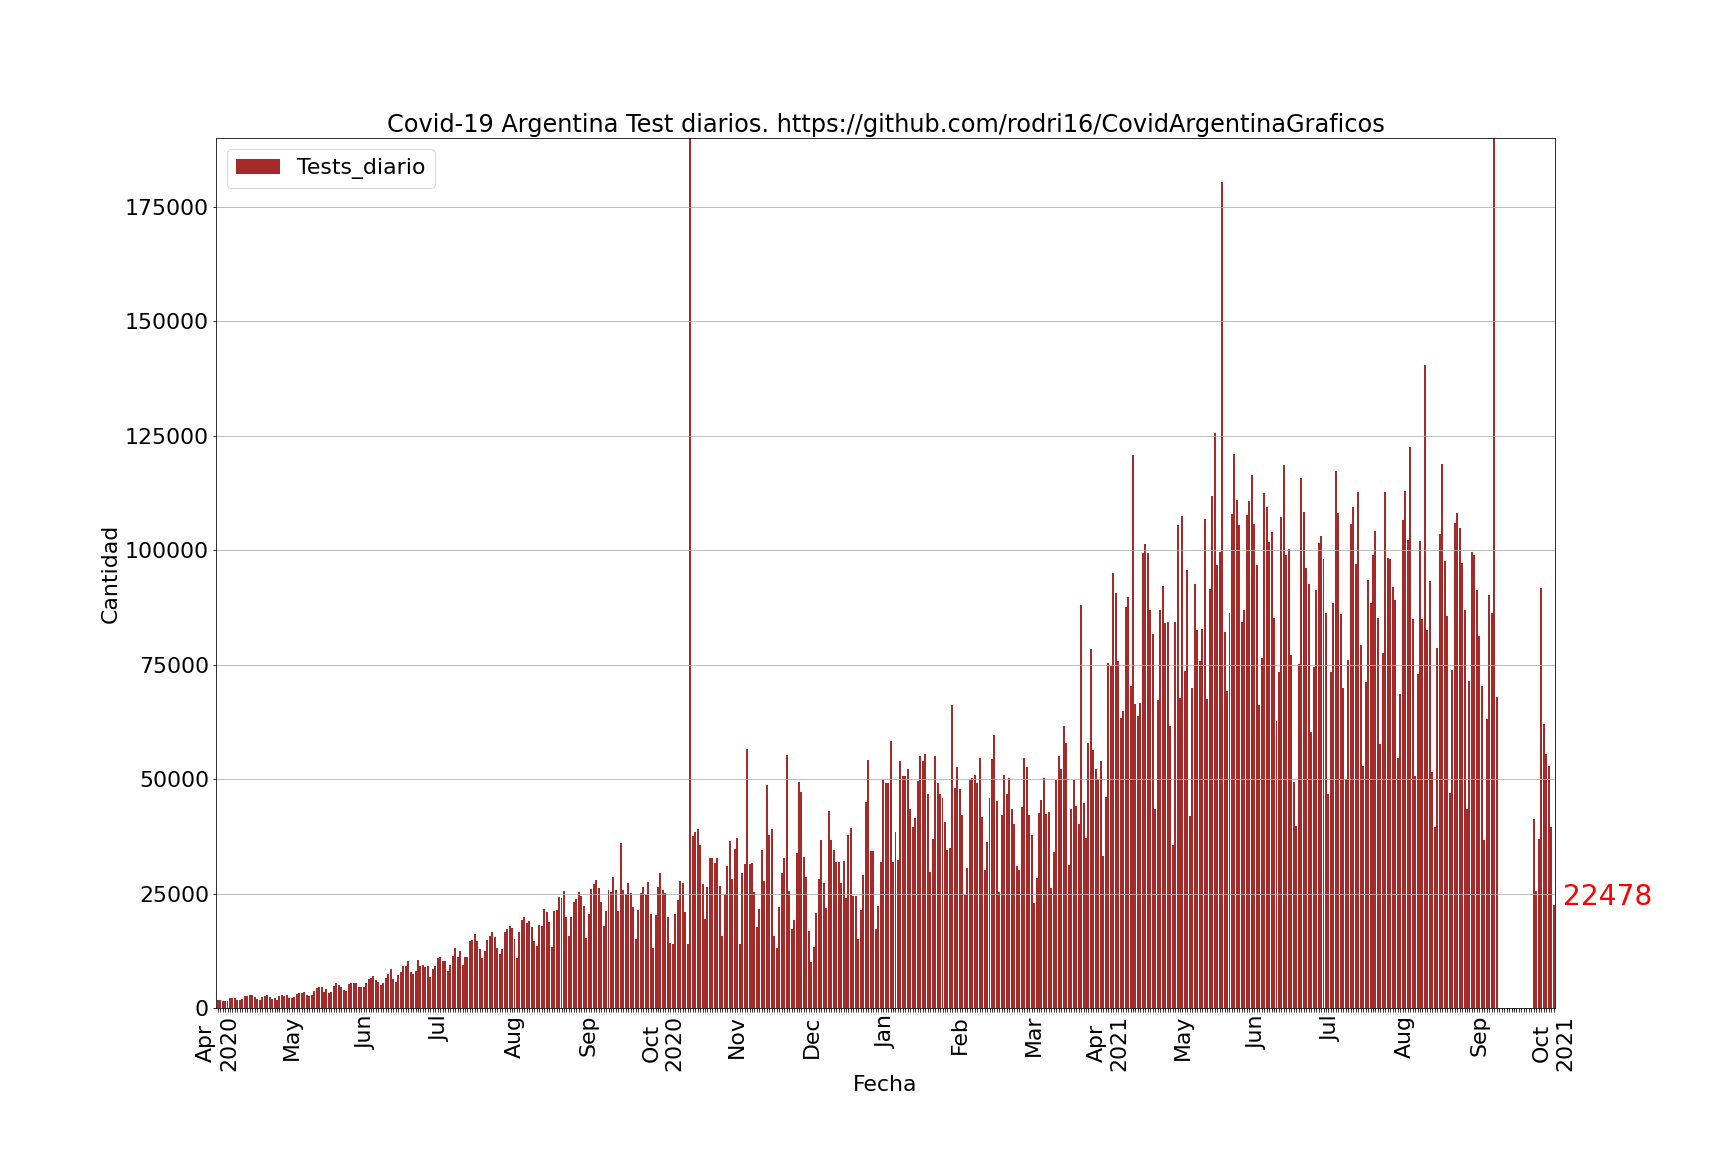 Covid-19 Argentina Test diarios. https://github.com/rodri16/CovidArgentinaGraficos
Tests_diario
175000
150000
125000
100000
75000
50000
25000
0
Cantidad
22478
Apr
2020
May
Jun
Jul
Aug
Sep
Oct
2020
Nov
Dec
Jan
Feb
Mar
Apr
2021
May
Jun
Jul
Aug
Sep
Oct
2021
Fecha